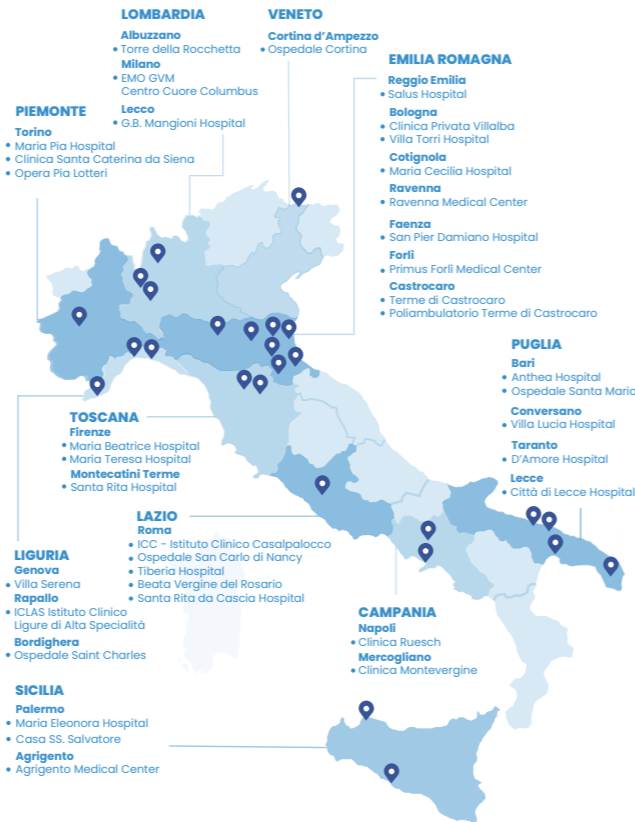 LOMBARDIA
Albuzzano
• Torre della Rocchetta
Milano
• EMO GVM
Centro Cuore Columbus
Lecco
• G.B. Mangioni Hospital
VENETO
Cortina d'Ampezzo
• Ospedale Cortina
EMILIA ROMAGNA
Reggio Emilia
• Salus Hospital
Bologna
• Clinica Privata Villalba
• Villa Torri Hospital
Cotignola
• Maria Cecilia Hospital
Ravenna
• Ravenna Medical Center
Faenza
• San Pier Damiano Hospital
Forlì
• Primus Forlì Medical Center
Castrocaro
• Terme di Castrocaro
• Poliambulatorio Terme di Castrocaro
PIEMONTE
Torino
• Maria Pia Hospital
• Clinica Santa Caterina da Siena
• Opera Pia Lotteri
PUGLIA
Bari
• Anthea Hospital
• Ospedale Santa Maria
Conversano
• Villa Lucia Hospital
Taranto
• D'Amore Hospital
Lecce
• Città di Lecce Hospital
TOSCANA
Firenze
• Maria Beatrice Hospital
• Maria Teresa Hospital
Montecatini Terme
• Santa Rita Hospital
LAZIO
Roma
• ICC - Istituto Clinico Casalpalocco
• Ospedale San Carlo di Nancy
• Tiberia Hospital
• Beata Vergine del Rosario
• Santa Rita da Cascia Hospital
LIGURIA
Genova
• Villa Serena
Rapallo
• ICLAS Istituto Clinico
Ligure di Alta Specialità
Bordighera
• Ospedale Saint Charles
CAMPANIA
Napoli
• Clinica Ruesch
Mercogliano
• Clinica Montevergine
SICILIA
Palermo
• Maria Eleonora Hospital
• Casa SS. Salvatore
Agrigento
• Agrigento Medical Center